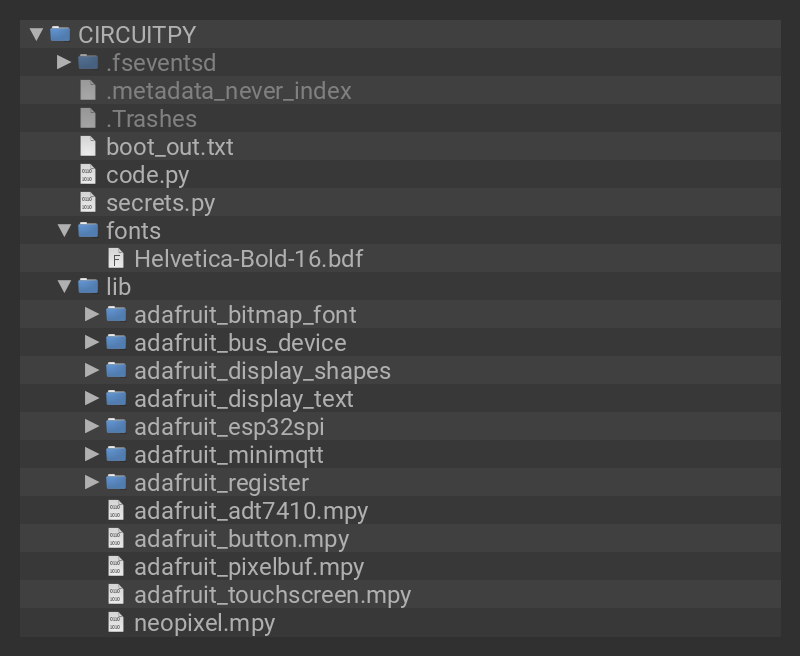 CIRCUITPY
.fseventsd
.metadata_never_index
.Trashes
boot_out.txt
code.py
secrets.py
fonts
Helvetica-Bold-16.bdf
lib
adafruit_bitmap_font
adafruit_bus_device
adafruit_display_shapes
adafruit_display_text
adafruit_esp32spi
adafruit_minimqtt
adafruit_register
adafruit_adt7410.mpy
adafruit_button.mpy
adafruit_pixelbuf.mpy
adafruit_touchscreen.mpy
neopixel.mpy